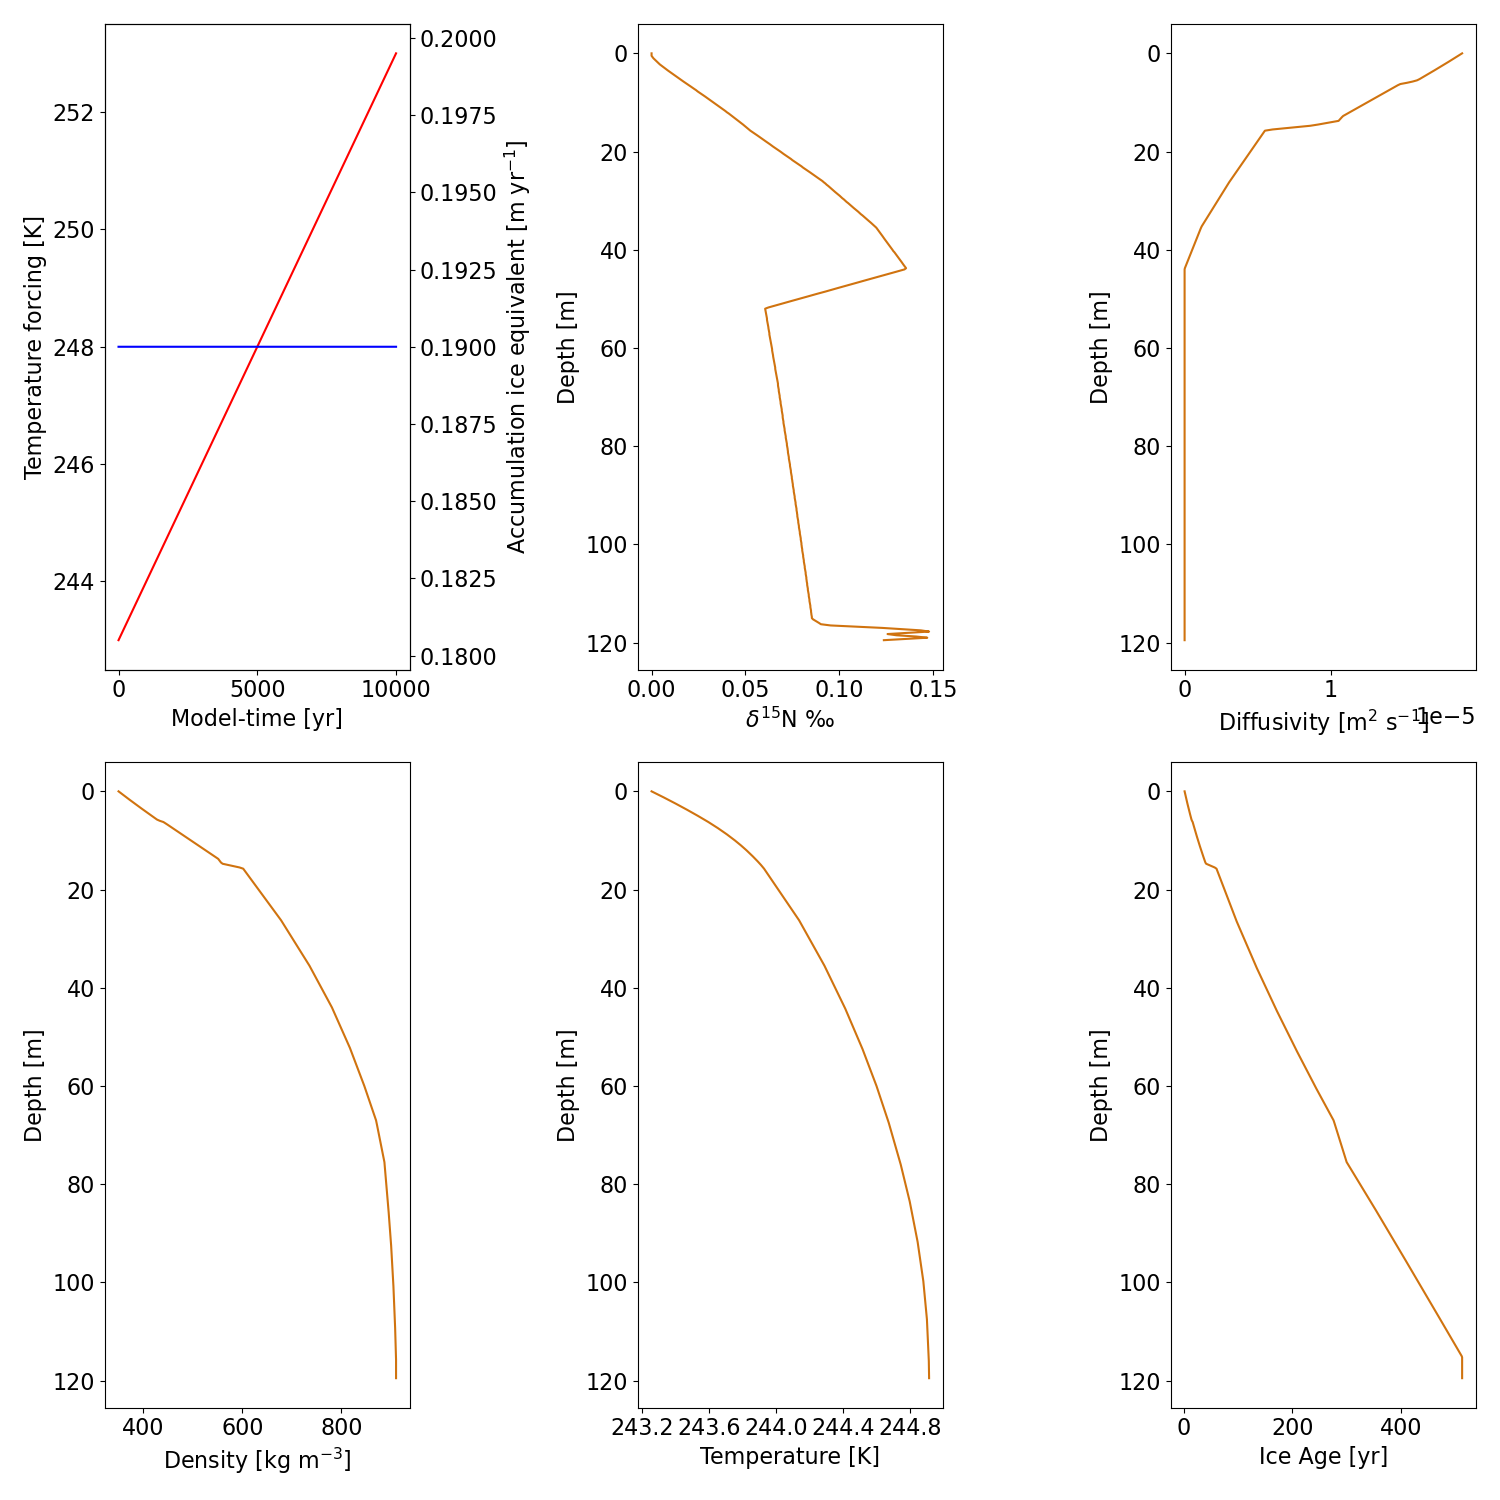 Temperature forcing [K]
252
250
248
246
244
0.2000
0.1975
0.1950
0.1925
0.1900
0.1875
0.1850
0.1825
0.1800
Accumulation ice equivalent [m yr⁻¹]
0 5000 10000
Model-time [yr]
Depth [m]
0
20
40
60
80
100
120
0.00 0.05 0.10 0.15
δ¹⁵N ‰
Depth [m]
0
20
40
60
80
100
120
0 1
1e−5
Diffusivity [m² s⁻¹]
Depth [m]
0
20
40
60
80
100
120
400 600 800
Density [kg m⁻³]
Depth [m]
0
20
40
60
80
100
120
243.2 243.6 244.0 244.4 244.8
Temperature [K]
Depth [m]
0
20
40
60
80
100
120
0 200 400
Ice Age [yr]